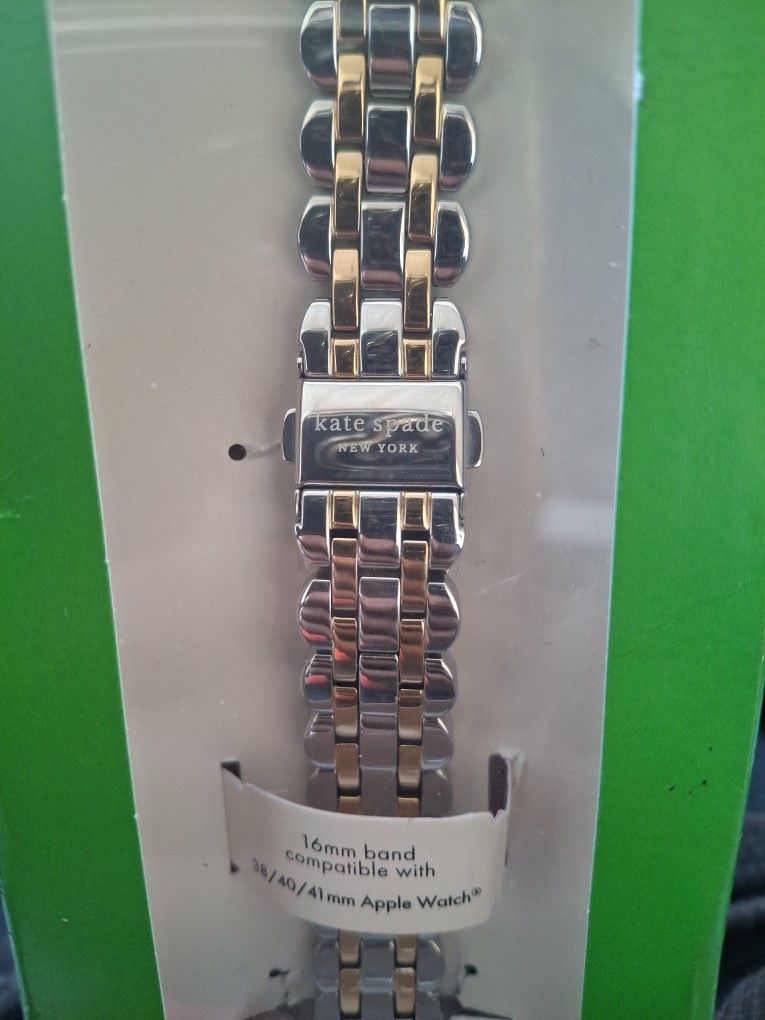 kate spade
NEW YORK
16mm band
compatible with
38/40/41mm Apple Watch®